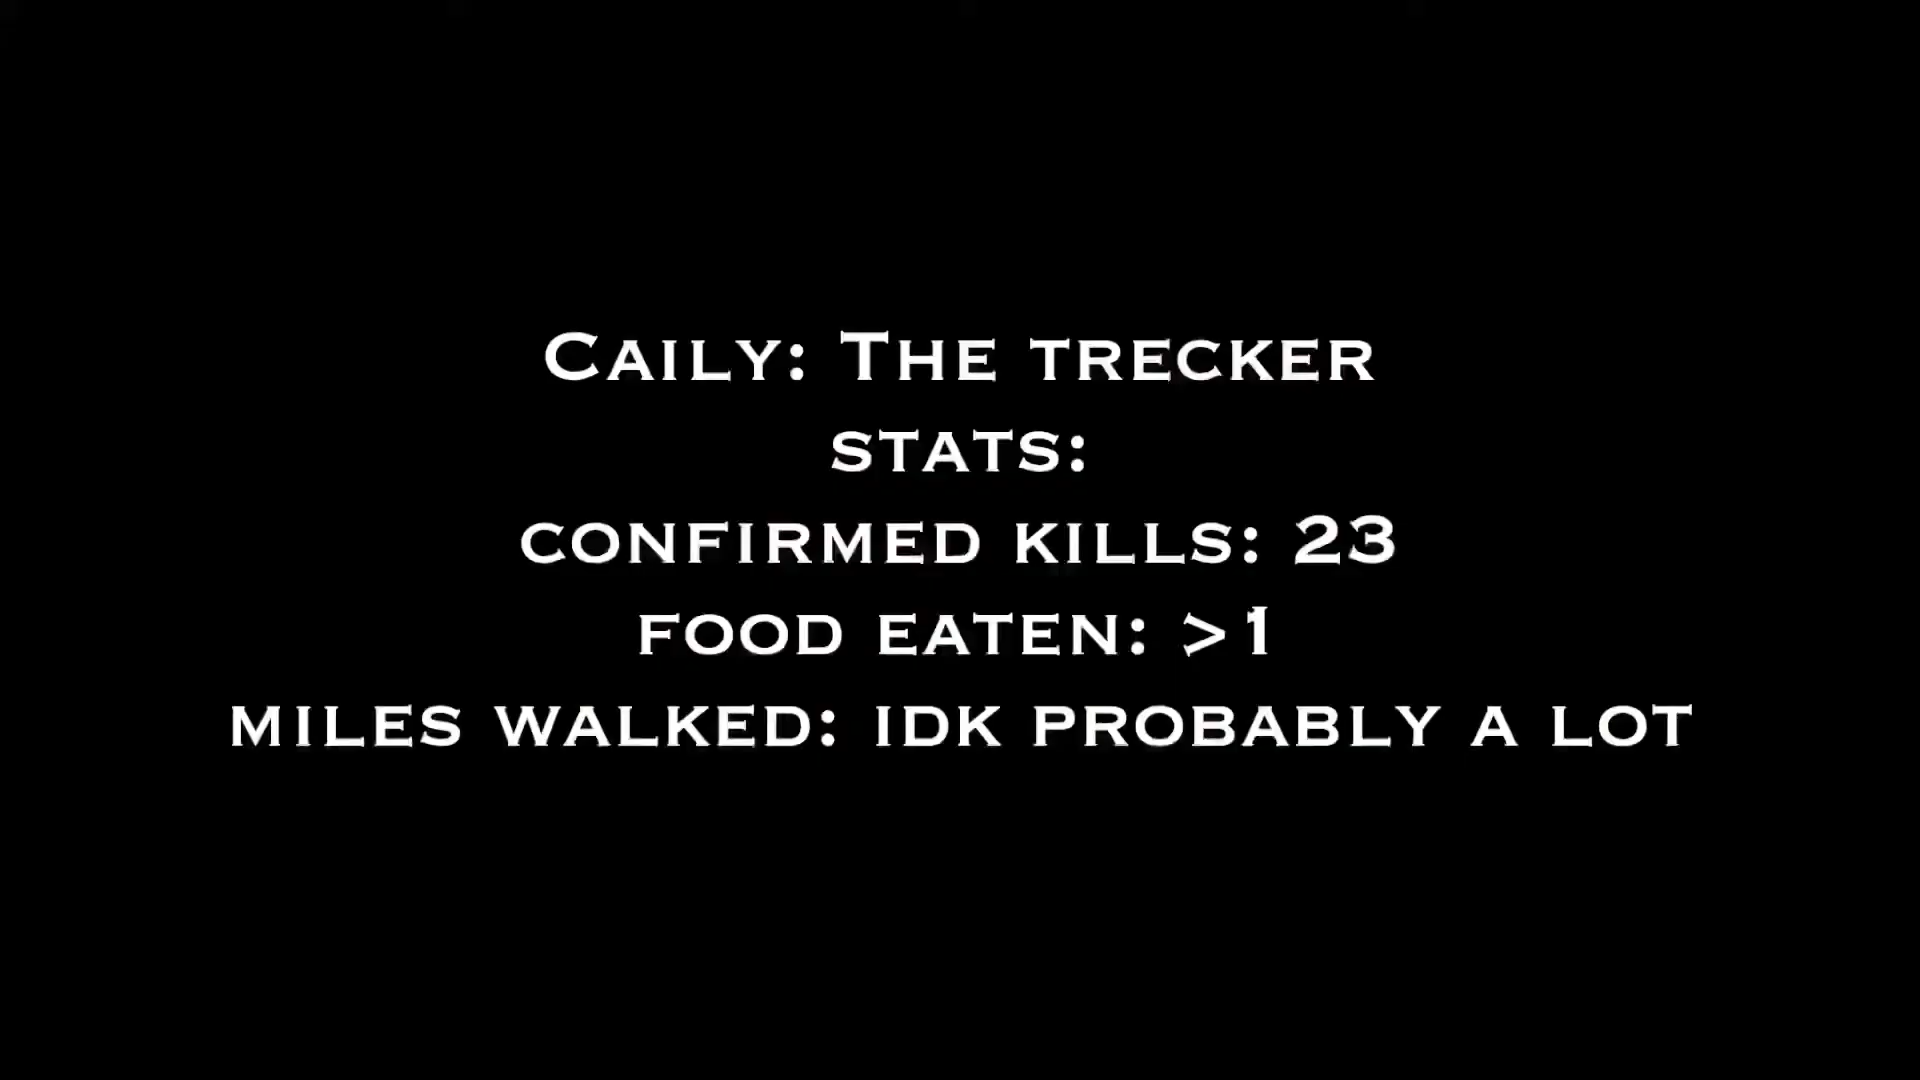 Caily: The trecker
stats:
confirmed kills: 23
food eaten: >1
miles walked: idk probably a lot